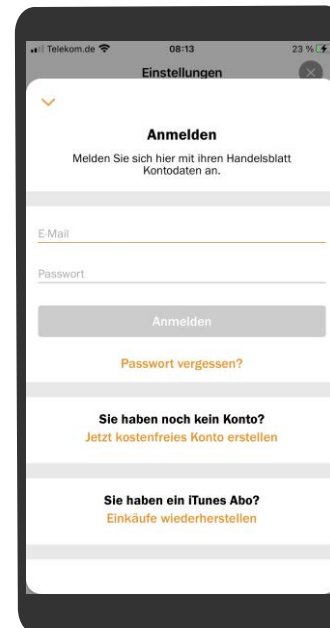 Telekom.de 08:13 23 %
Einstellungen
Anmelden
Melden Sie sich hier mit ihren Handelsblatt
Kontodaten an.
E-Mail
Passwort
Anmelden
Passwort vergessen?
Sie haben noch kein Konto?
Jetzt kostenfreies Konto erstellen
Sie haben ein iTunes Abo?
Einkäufe wiederherstellen